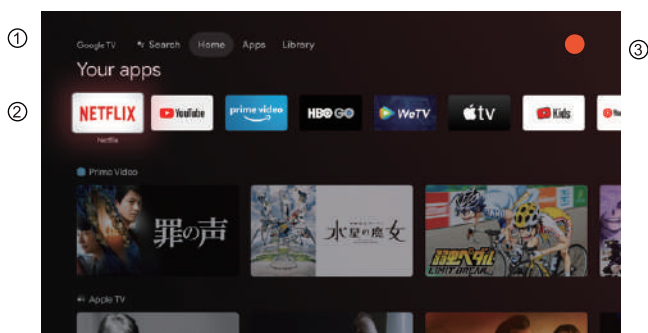 ①
Google TV Search Home Apps Library
③
Your apps
②
NETFLIX YouTube prime video HBO GO WeTV tv Kids
Netflix
Prime Video
罪の声
水星の魔女
弱虫ペダル
LIMIT BREAK
Apple TV